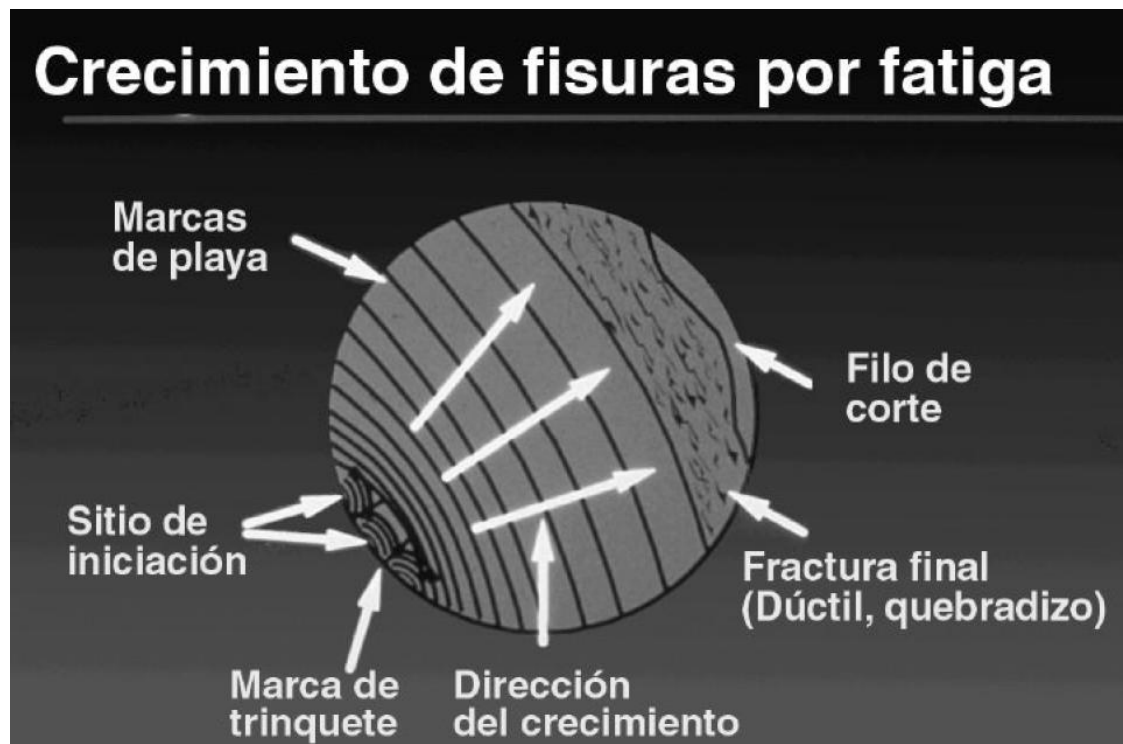 Crecimiento de fisuras por fatiga
Marcas
de playa
Filo de
corte
Sitio de
iniciación
Fractura final
(Dúctil, quebradizo)
Marca de
trinquete
Dirección
del crecimiento